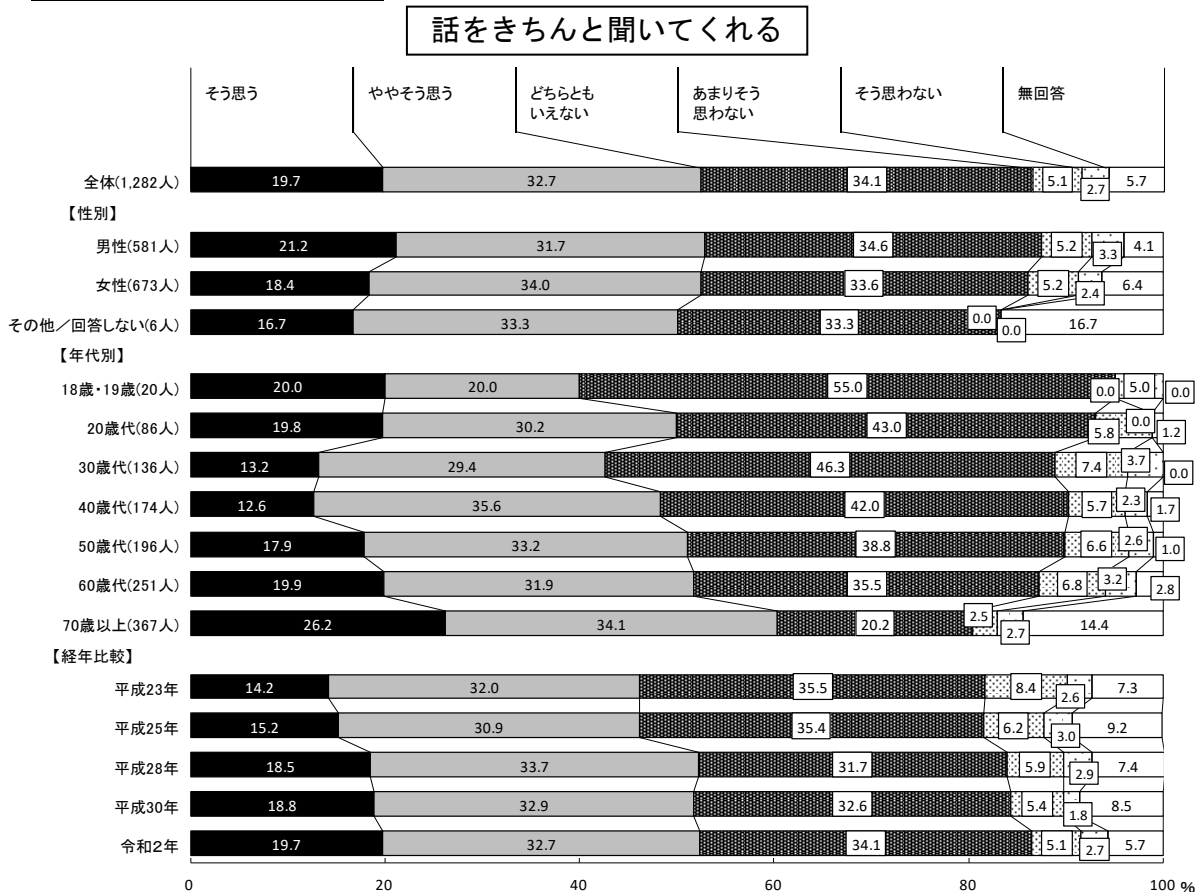 話をきちんと聞いてくれる
そう思う ややそう思う どちらとも あまりそう そう思わない 無回答
いえない 思わない
全体(1,282人) 19.7 32.7 34.1 5.1 2.7 5.7
【性別】
男性(581人) 21.2 31.7 34.6 5.2 3.3 4.1
女性(673人) 18.4 34.0 33.6 5.2 2.4 6.4
その他／回答しない(6人) 16.7 33.3 33.3 0.0 0.0 16.7
【年代別】
18歳・19歳(20人) 20.0 20.0 55.0 0.0 5.0 0.0
20歳代(86人) 19.8 30.2 43.0 5.8 0.0 1.2
30歳代(136人) 13.2 29.4 46.3 7.4 3.7 0.0
40歳代(174人) 12.6 35.6 42.0 5.7 2.3 1.7
50歳代(196人) 17.9 33.2 38.8 6.6 2.6 1.0
60歳代(251人) 19.9 31.9 35.5 6.8 3.2 2.8
70歳以上(367人) 26.2 34.1 20.2 2.5 2.7 14.4
【経年比較】
平成23年 14.2 32.0 35.5 8.4 2.6 7.3
平成25年 15.2 30.9 35.4 6.2 3.0 9.2
平成28年 18.5 33.7 31.7 5.9 2.9 7.4
平成30年 18.8 32.9 32.6 5.4 1.8 8.5
令和2年 19.7 32.7 34.1 5.1 2.7 5.7
0 20 40 60 80 100 %